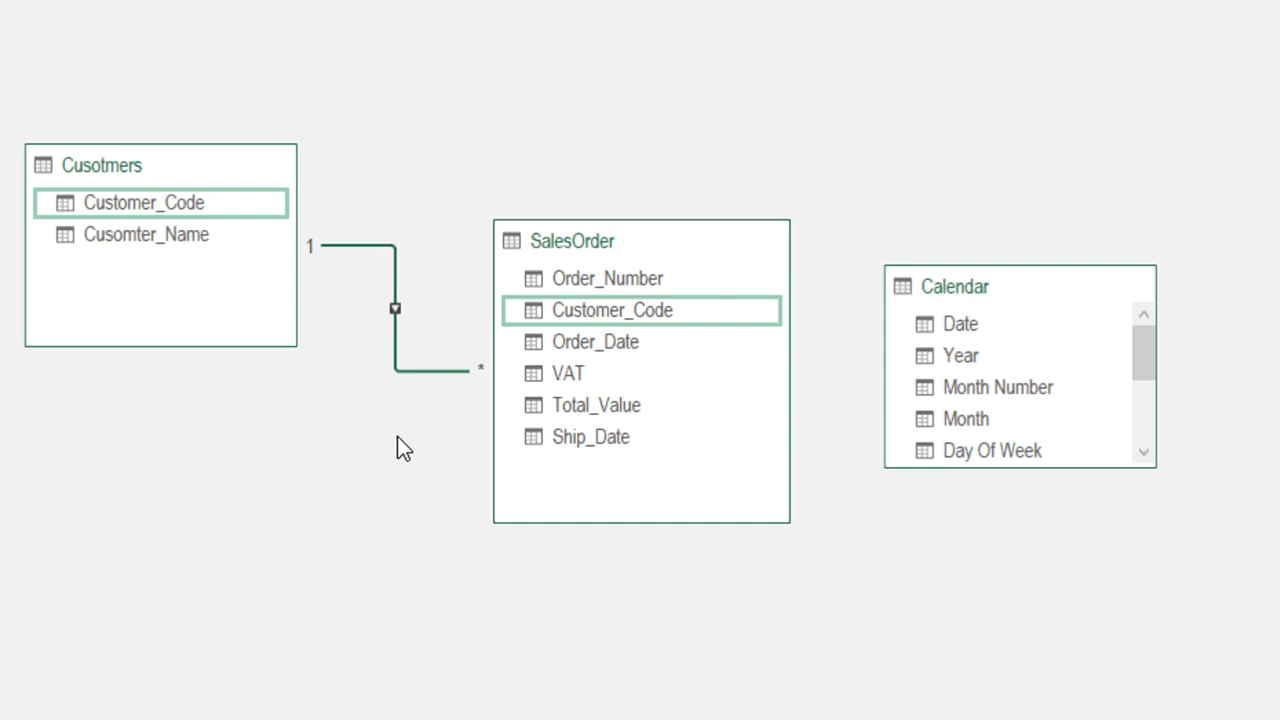 Cusotmers
Customer_Code
Cusomter_Name
1
*
SalesOrder
Order_Number
Customer_Code
Order_Date
VAT
Total_Value
Ship_Date
Calendar
Date
Year
Month Number
Month
Day Of Week